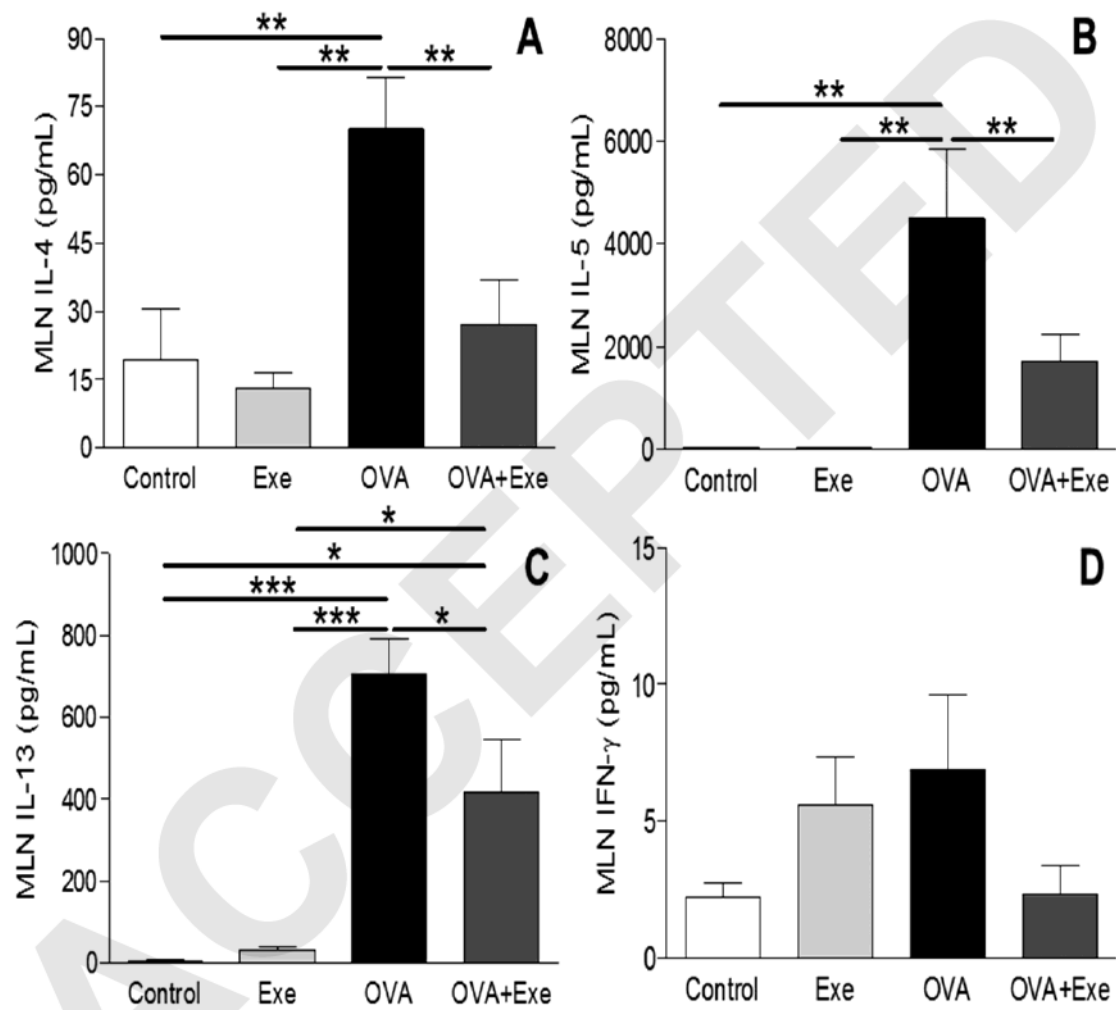 A
MLN IL-4 (pg/mL)
90
75
60
45
30
15
0
**
** **
Control Exe OVA OVA+Exe
B
MLN IL-5 (pg/mL)
8000
6000
4000
2000
0
**
** **
Control Exe OVA OVA+Exe
C
MLN IL-13 (pg/mL)
1000
800
600
400
200
0
*
*
***
*** *
Control Exe OVA OVA+Exe
D
MLN IFN-γ (pg/mL)
15
10
5
0
Control Exe OVA OVA+Exe
ACCEPTED